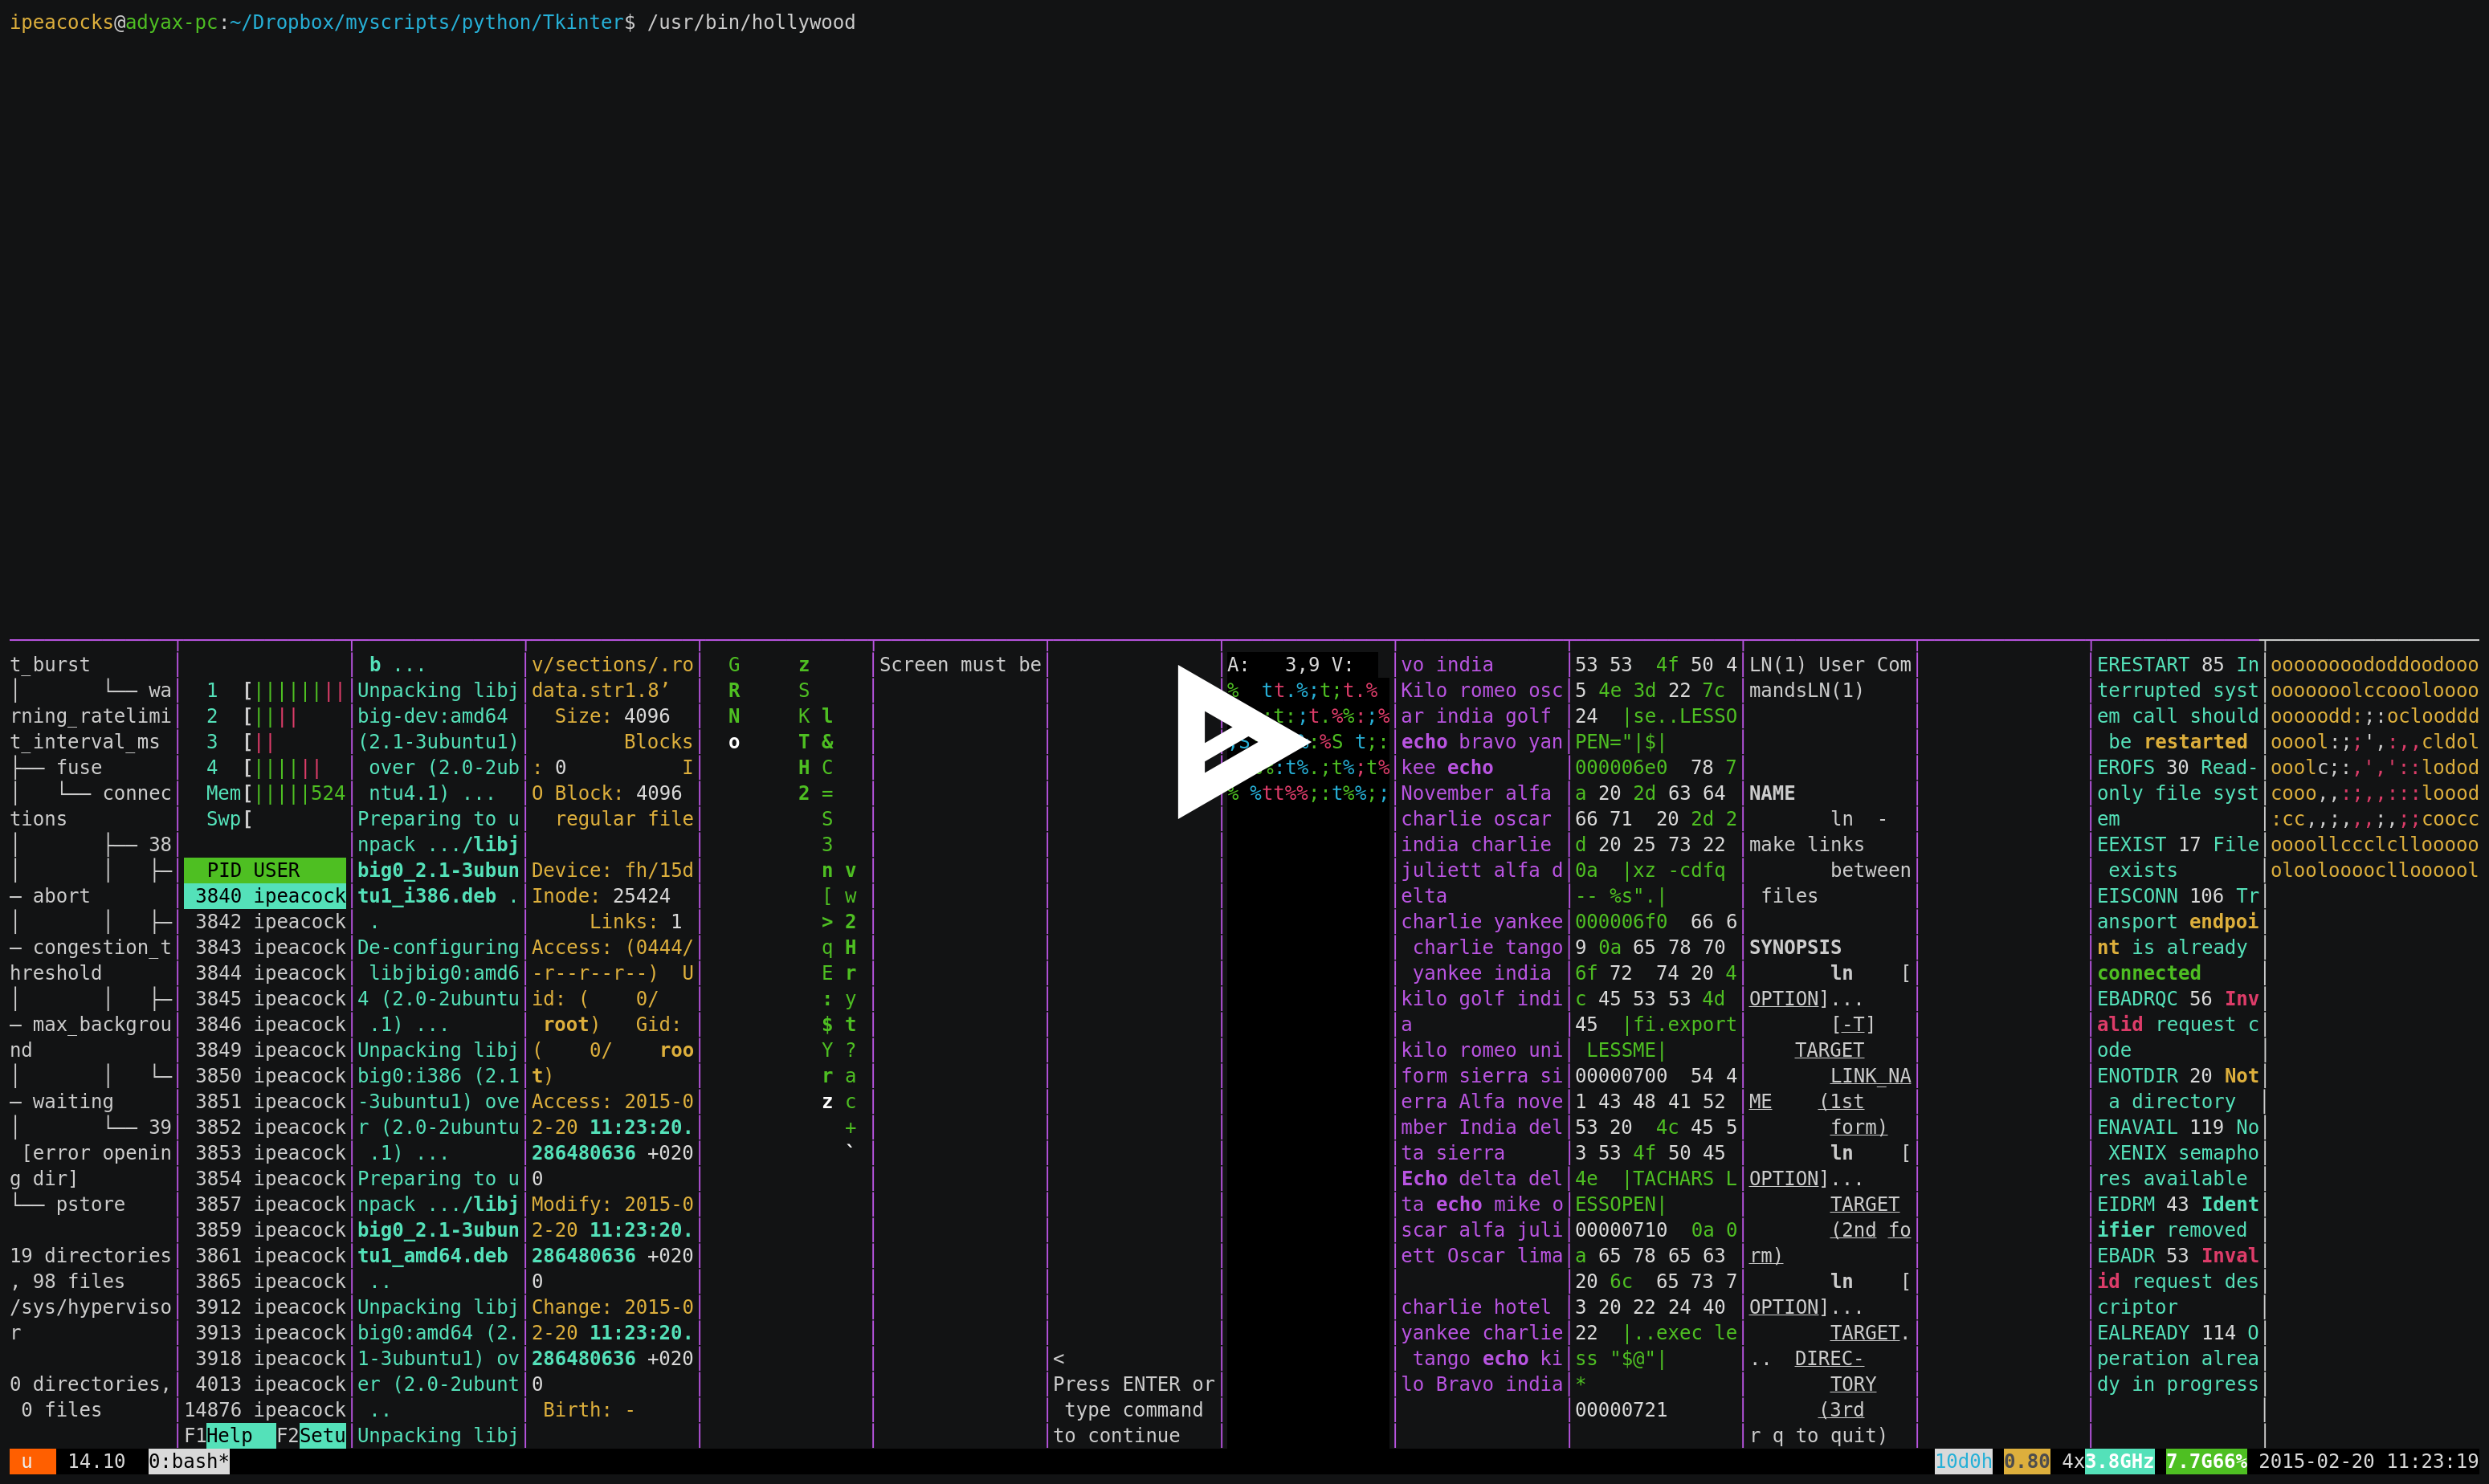 ipeacocks@adyax-pc:~/Dropbox/myscripts/python/Tkinter$ /usr/bin/hollywood
t_burst
│       └── wa
rning_ratelimi
t_interval_ms
├── fuse
│   └── connec
tions
│       ├── 38
│       │   ├─
─ abort
│       │   ├─
─ congestion_t
hreshold
│       │   ├─
─ max_backgrou
nd
│       │   └─
─ waiting
│       └── 39
[error openin
g dir]
└── pstore
19 directories
, 98 files
/sys/hyperviso
r
0 directories,
0 files
1  [||||||||
2  [||||
3  [||
4  [||||||
Mem[|||||524
Swp[
PID USER
3840 ipeacock
3842 ipeacock
3843 ipeacock
3844 ipeacock
3845 ipeacock
3846 ipeacock
3849 ipeacock
3850 ipeacock
3851 ipeacock
3852 ipeacock
3853 ipeacock
3854 ipeacock
3857 ipeacock
3859 ipeacock
3861 ipeacock
3865 ipeacock
3912 ipeacock
3913 ipeacock
3918 ipeacock
4013 ipeacock
14876 ipeacock
F1Help  F2Setu
b ...
Unpacking libj
big-dev:amd64
(2.1-3ubuntu1)
over (2.0-2ub
ntu4.1) ...
Preparing to u
npack .../libj
big0_2.1-3ubun
tu1_i386.deb .
.
De-configuring
libjbig0:amd6
4 (2.0-2ubuntu
.1) ...
Unpacking libj
big0:i386 (2.1
-3ubuntu1) ove
r (2.0-2ubuntu
.1) ...
Preparing to u
npack .../libj
big0_2.1-3ubun
tu1_amd64.deb
..
Unpacking libj
big0:amd64 (2.
1-3ubuntu1) ov
er (2.0-2ubunt
..
Unpacking libj
v/sections/.ro
data.str1.8’
Size: 4096
Blocks
: 0          I
O Block: 4096
regular file
Device: fh/15d
Inode: 25424
Links: 1
Access: (0444/
-r--r--r--)  U
id: (    0/
root)   Gid:
(    0/    roo
t)
Access: 2015-0
2-20 11:23:20.
286480636 +020
0
Modify: 2015-0
2-20 11:23:20.
286480636 +020
0
Change: 2015-0
2-20 11:23:20.
286480636 +020
0
Birth: -
G     z
R     S
N     K l
o     T &
H C
2 =
S
3
n v
[ w
> 2
q H
E r
: y
$ t
Y ?
r a
z c
+
`
Screen must be
<
Press ENTER or
type command
to continue
A:   3,9 V:
%  tt.%;t;t.%
t:;t.%%:;%
:%S t;:
%:t%.;t%;t%
% %tt%%;:t%%;;
vo india
Kilo romeo osc
ar india golf
echo bravo yan
kee echo
November alfa
charlie oscar
india charlie
juliett alfa d
elta
charlie yankee
charlie tango
yankee india
kilo golf indi
a
kilo romeo uni
form sierra si
erra Alfa nove
mber India del
ta sierra
Echo delta del
ta echo mike o
scar alfa juli
ett Oscar lima
charlie hotel
yankee charlie
tango echo ki
lo Bravo india
53 53  4f 50 4
5 4e 3d 22 7c
24  |se..LESSO
PEN="|$|
000006e0  78 7
a 20 2d 63 64
66 71  20 2d 2
d 20 25 73 22
0a  |xz -cdfq
-- %s".|
000006f0  66 6
9 0a 65 78 70
6f 72  74 20 4
c 45 53 53 4d
45  |fi.export
LESSME|
00000700  54 4
1 43 48 41 52
53 20  4c 45 5
3 53 4f 50 45
4e  |TACHARS L
ESSOPEN|
00000710  0a 0
a 65 78 65 63
20 6c  65 73 7
3 20 22 24 40
22  |..exec le
ss "$@"|
*
00000721
LN(1) User Com
mandsLN(1)
NAME
ln  -
make links
between
files
SYNOPSIS
ln    [
OPTION]...
[-T]
TARGET
LINK_NA
ME    (1st
form)
ln    [
OPTION]...
TARGET
(2nd fo
rm)
ln    [
OPTION]...
TARGET.
..  DIREC-
TORY
(3rd
r q to quit)
ERESTART 85 In
terrupted syst
em call should
be restarted
EROFS 30 Read-
only file syst
em
EEXIST 17 File
exists
EISCONN 106 Tr
ansport endpoi
nt is already
connected
EBADRQC 56 Inv
alid request c
ode
ENOTDIR 20 Not
a directory
ENAVAIL 119 No
XENIX semapho
res available
EIDRM 43 Ident
ifier removed
EBADR 53 Inval
id request des
criptor
EALREADY 114 O
peration alrea
dy in progress
oooooooododdoodooo
ooooooolccoooloooo
ooooodd:;:oclooddd
ooool:;;',:,,cldol
ooolc;:,','::lodod
cooo,,:;,,:::loood
:cc,,;,,,;,;;coocc
oooollccclcllooooo
oloolooooclloooool
u  14.10  0:bash*
10d0h 0.80 4x3.8GHz 7.7G66% 2015-02-20 11:23:19